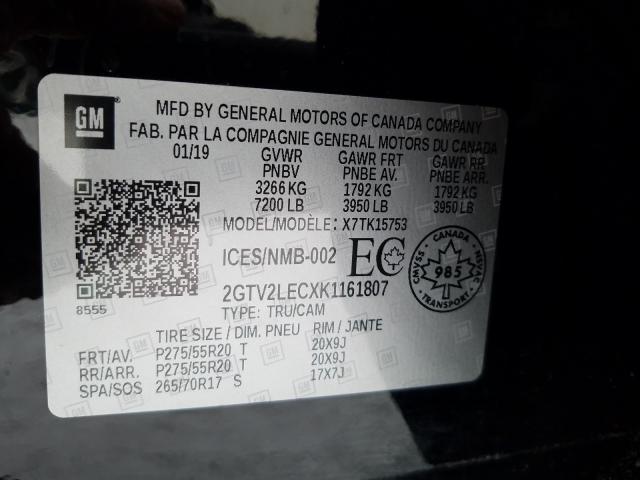 GM
MFD BY GENERAL MOTORS OF CANADA COMPANY
FAB. PAR LA COMPAGNIE GENERAL MOTORS DU CANADA
01/19 GVWR GAWR FRT GAWR RR
PNBV PNBE AV. PNBE ARR.
3266 KG 1792 KG 1792 KG
7200 LB 3950 LB 3950 LB
MODEL/MODÈLE: X7TK15753
ICES/NMB-002 EC
CANADA CMVSS NSVAC 985 TRANSPORT
2GTV2LECXK1161807
8555
TYPE: TRU/CAM
TIRE SIZE / DIM. PNEU RIM / JANTE
FRT/AV. P275/55R20 T 20X9J
RR/ARR. P275/55R20 T 20X9J
SPA/SOS 265/70R17 S 17X7J